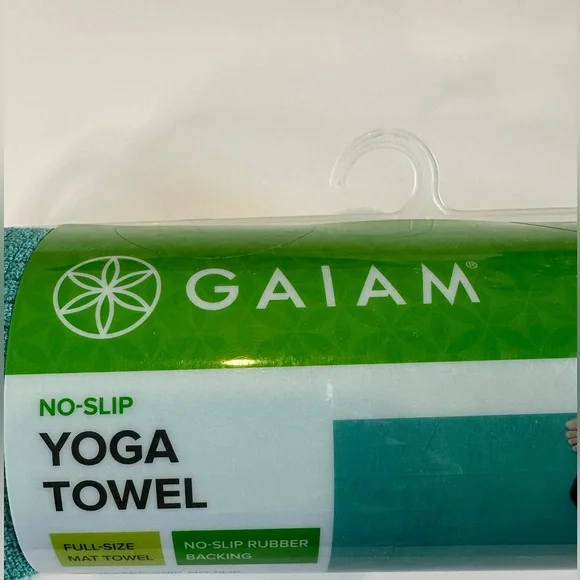 GAIAM®
NO-SLIP
YOGA
TOWEL
FULL-SIZE
MAT TOWEL
NO-SLIP RUBBER
BACKING